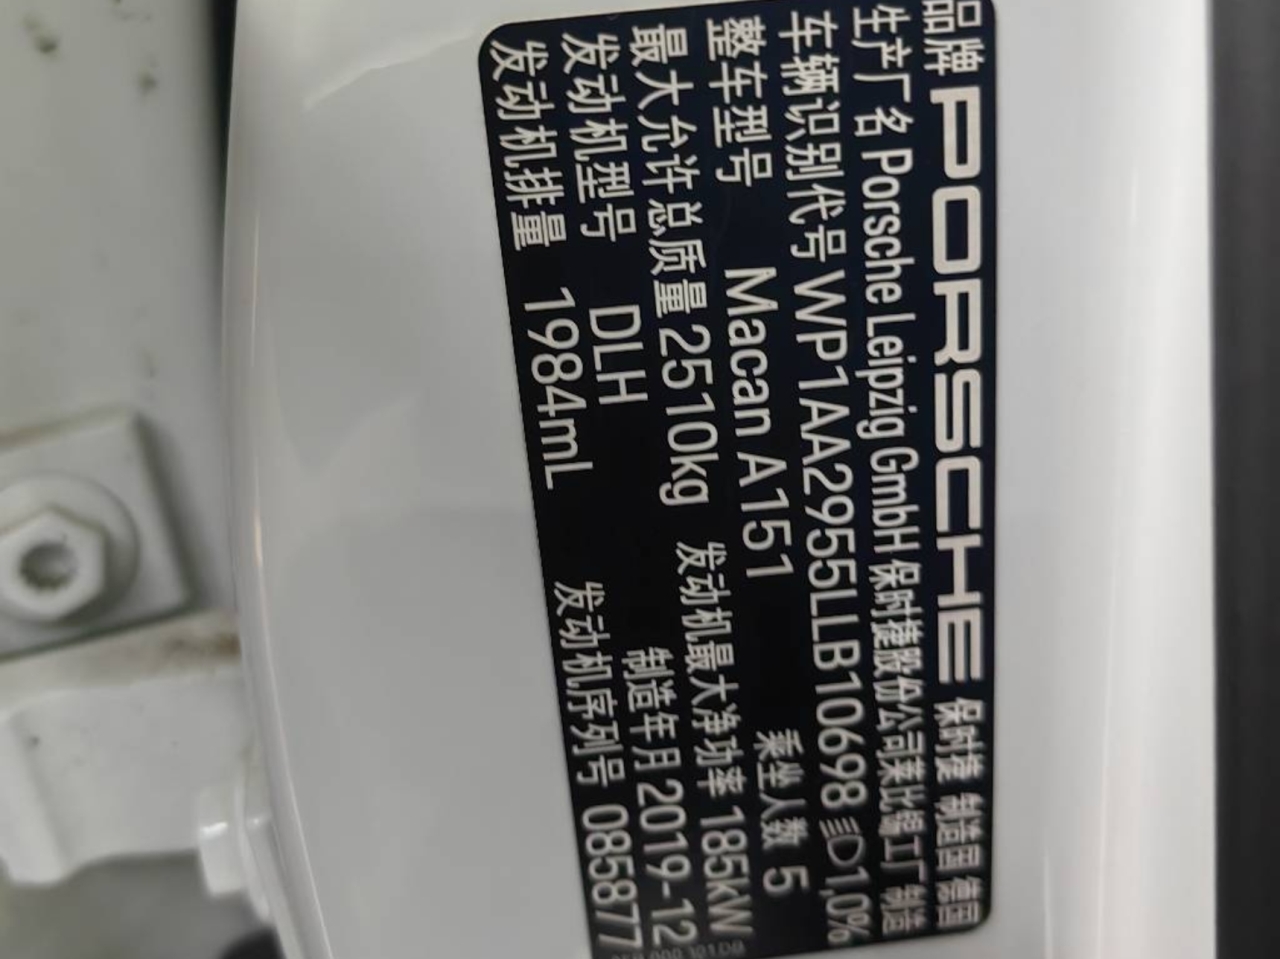 品牌 PORSCHE 保时捷 制造国 德国
生产厂名 Porsche Leipzig GmbH 保时捷股份公司莱比锡工厂 制造
车辆识别代号 WP1AA2955LLB10698 1,0%
整车型号 Macan A151 乘坐人数 5
最大允许总质量 2510kg 发动机最大净功率 185kW
发动机型号 DLH 制造年月 2019-12
发动机排量 1984mL 发动机序列号 085877